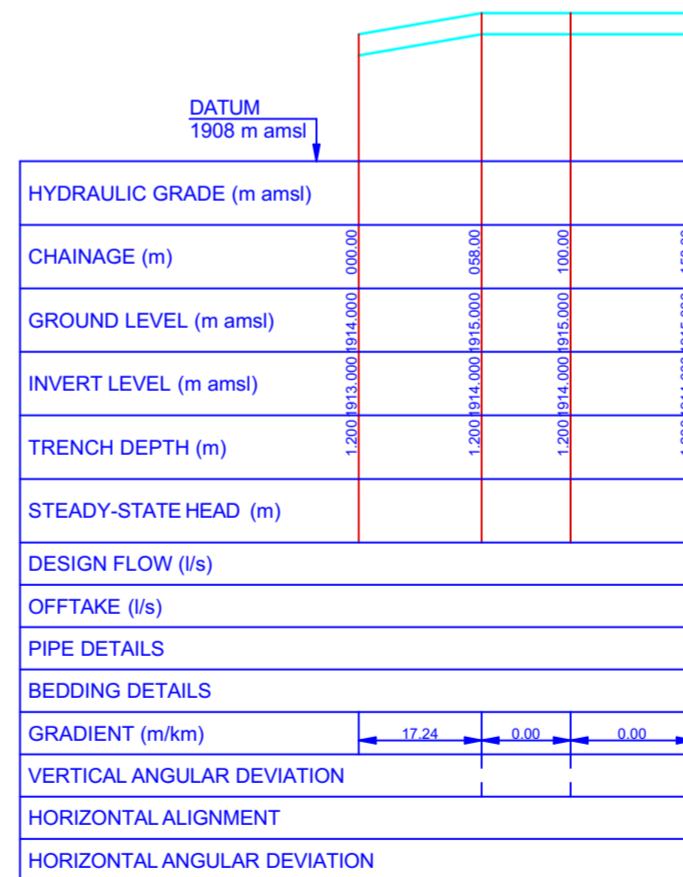 DATUM
1908 m amsl
HYDRAULIC GRADE (m amsl)
CHAINAGE (m) 000.00 058.00 100.00
GROUND LEVEL (m amsl) 1914.000 1915.000 1915.000
INVERT LEVEL (m amsl) 1913.000 1914.000 1914.000
TRENCH DEPTH (m) 1.200 1.200 1.200
STEADY-STATE HEAD (m)
DESIGN FLOW (l/s)
OFFTAKE (l/s)
PIPE DETAILS
BEDDING DETAILS
GRADIENT (m/km) 17.24 0.00 0.00
VERTICAL ANGULAR DEVIATION
HORIZONTAL ALIGNMENT
HORIZONTAL ANGULAR DEVIATION